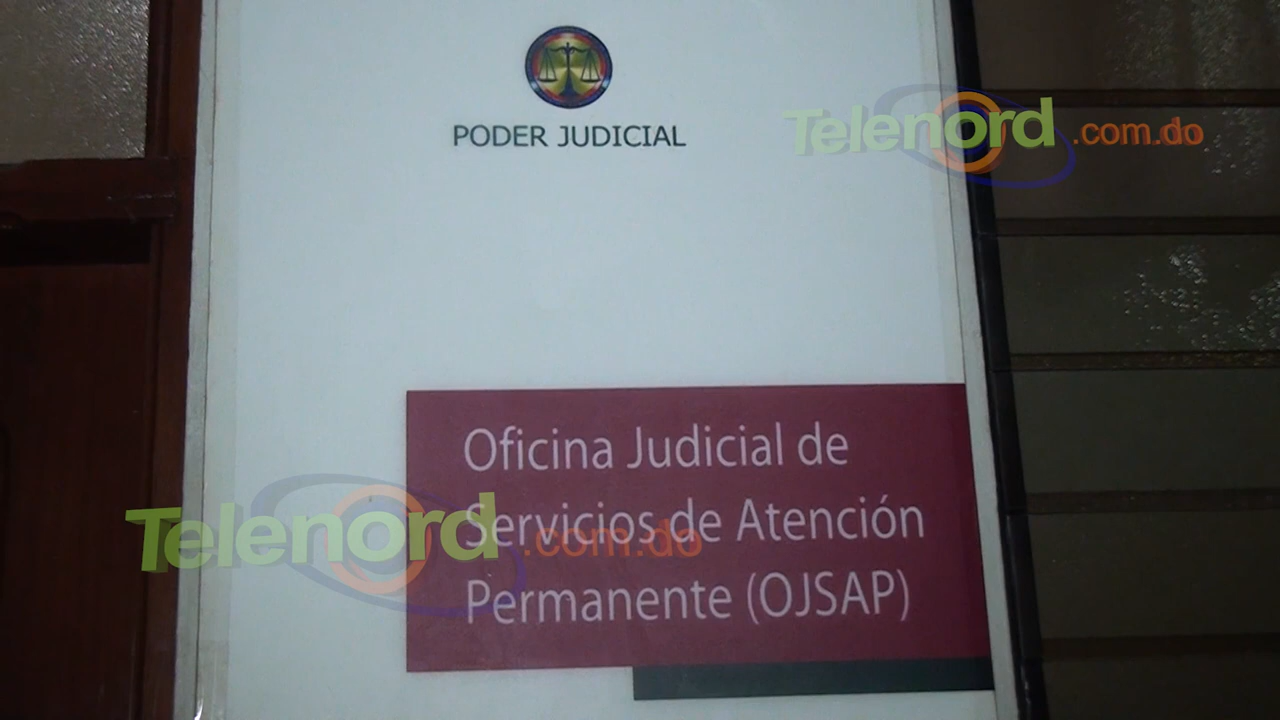 PODER JUDICIAL
Telenord.com.do
Oficina Judicial de
Servicios de Atención
Permanente (OJSAP)
Telenord.com.do